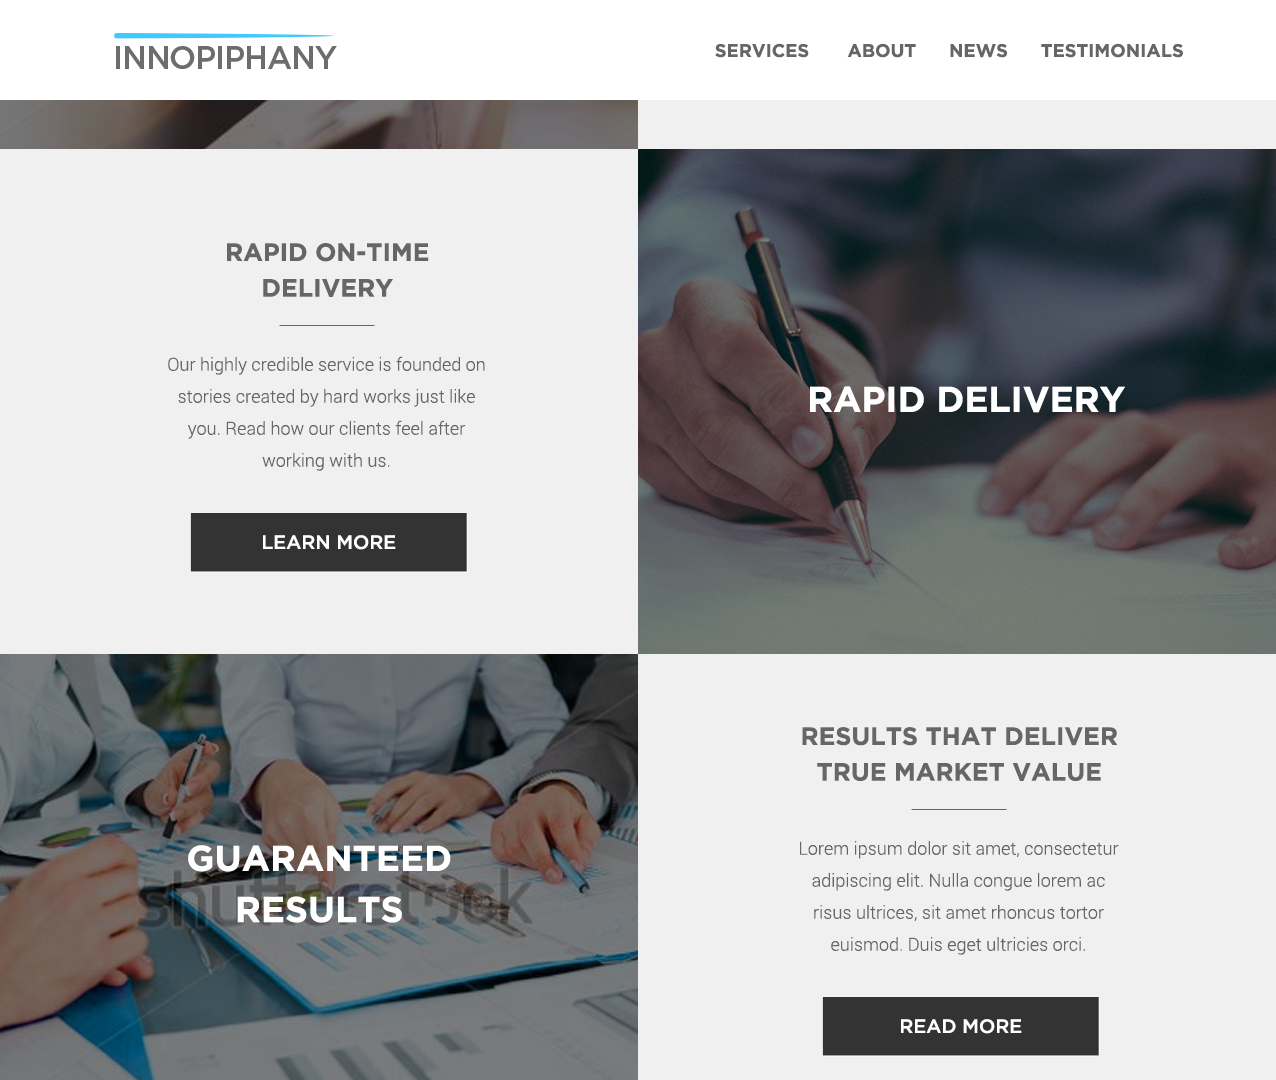 INNOPIPHANY
SERVICES ABOUT NEWS TESTIMONIALS
RAPID ON-TIME
DELIVERY
Our highly credible service is founded on
stories created by hard works just like
you. Read how our clients feel after
working with us.
LEARN MORE
RAPID DELIVERY
GUARANTEED
RESULTS
shutterstock
RESULTS THAT DELIVER
TRUE MARKET VALUE
Lorem ipsum dolor sit amet, consectetur
adipiscing elit. Nulla congue lorem ac
risus ultrices, sit amet rhoncus tortor
euismod. Duis eget ultricies orci.
READ MORE